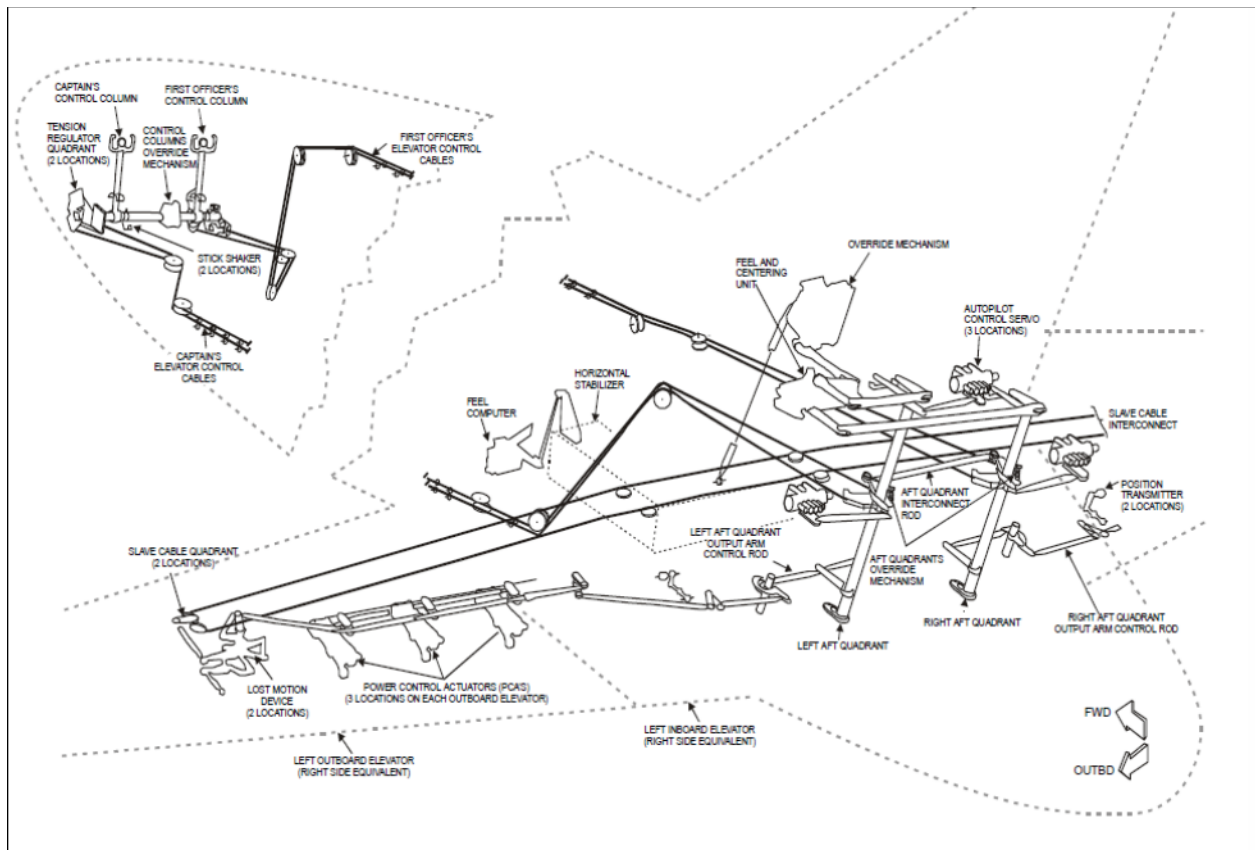 CAPTAIN'S
CONTROL COLUMN
FIRST OFFICER'S
CONTROL COLUMN
TENSION
REGULATOR
QUADRANT
(2 LOCATIONS)
CONTROL
COLUMNS
OVERRIDE
MECHANISM
FIRST OFFICER'S
ELEVATOR CONTROL
CABLES
STICK SHAKER
(2 LOCATIONS)
CAPTAIN'S
ELEVATOR CONTROL
CABLES
OVERRIDE MECHANISM
FEEL AND
CENTERING
UNIT
AUTOPILOT
CONTROL SERVO
(3 LOCATIONS)
HORIZONTAL
STABILIZER
FEEL
COMPUTER
SLAVE CABLE
INTERCONNECT
AFT QUADRANT
INTERCONNECT
ROD
POSITION
TRANSMITTER
(2 LOCATIONS)
LEFT AFT QUADRANT
OUTPUT ARM
CONTROL ROD
AFT QUADRANTS
OVERRIDE
MECHANISM
SLAVE CABLE QUADRANT
(2 LOCATIONS)
LEFT AFT QUADRANT
RIGHT AFT QUADRANT
RIGHT AFT QUADRANT
OUTPUT ARM CONTROL ROD
LOST MOTION
DEVICE
(2 LOCATIONS)
POWER CONTROL ACTUATORS (PCA'S)
(3 LOCATIONS ON EACH OUTBOARD ELEVATOR)
LEFT INBOARD ELEVATOR
(RIGHT SIDE EQUIVALENT)
LEFT OUTBOARD ELEVATOR
(RIGHT SIDE EQUIVALENT)
FWD
OUTBD